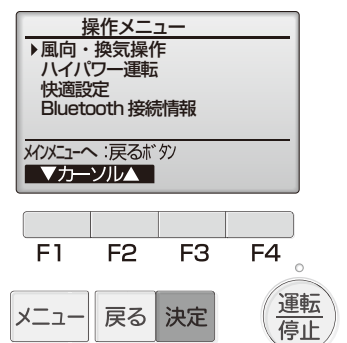 操作メニュー
▶風向・換気操作
ハイパワー運転
快適設定
Bluetooth 接続情報
メインメニューへ :戻るボタン
▼カーソル▲
F1 F2 F3 F4
メニュー 戻る 決定 運転
停止